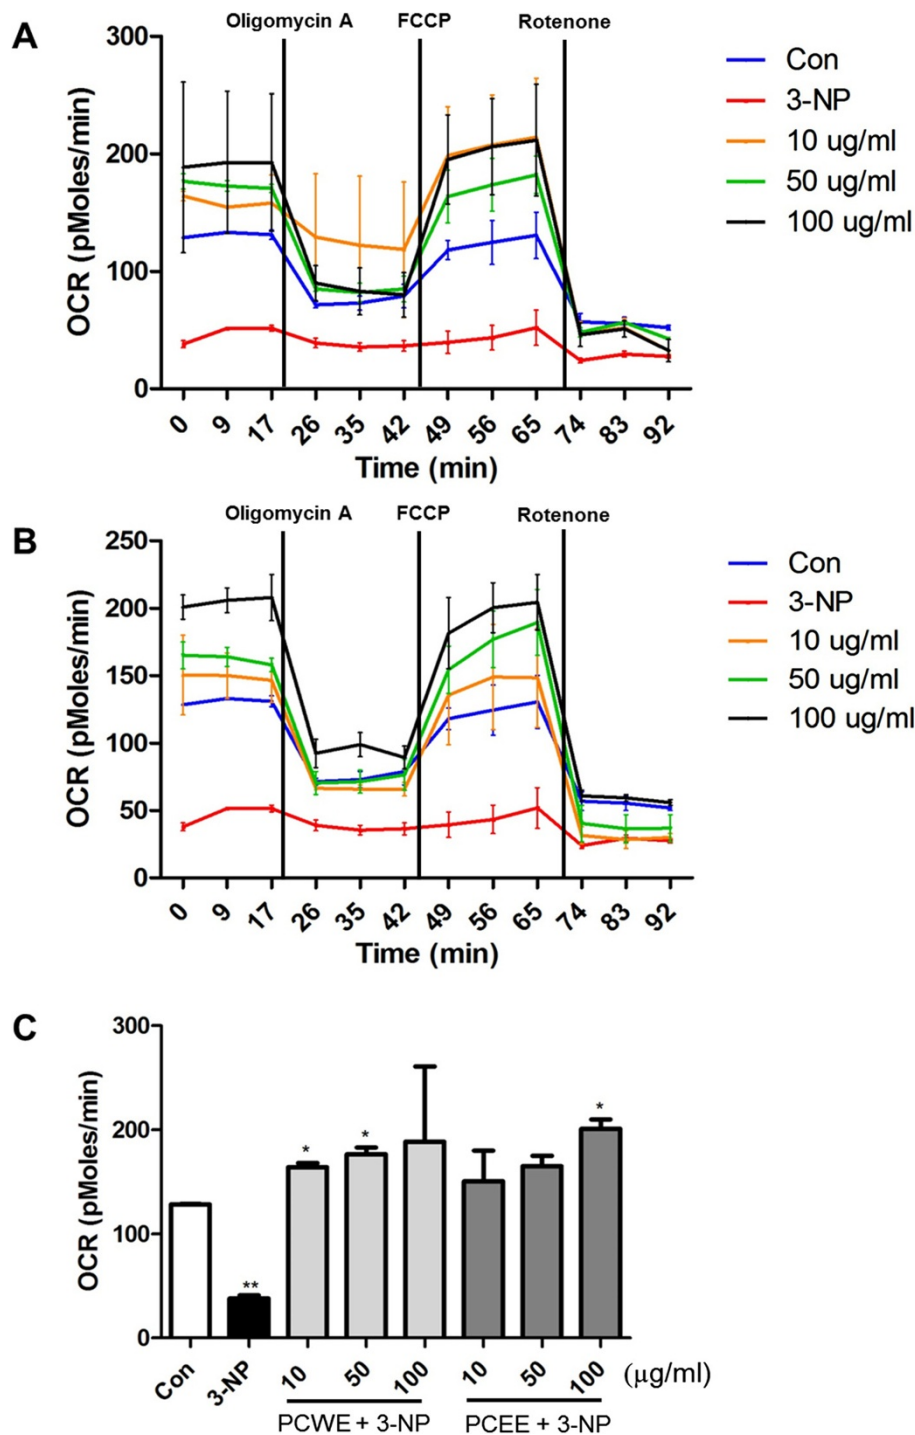 A
Oligomycin A FCCP Rotenone
300
200
100
0
OCR (pMoles/min)
0 9 17 26 35 42 49 56 65 74 83 92
Time (min)
Con
3-NP
10 ug/ml
50 ug/ml
100 ug/ml
B
Oligomycin A FCCP Rotenone
250
200
150
100
50
0
OCR (pMoles/min)
0 9 17 26 35 42 49 56 65 74 83 92
Time (min)
Con
3-NP
10 ug/ml
50 ug/ml
100 ug/ml
C
300
200
100
0
OCR (pMoles/min)
** * * *
Con 3-NP 10 50 100 10 50 100 (μg/ml)
PCWE + 3-NP PCEE + 3-NP